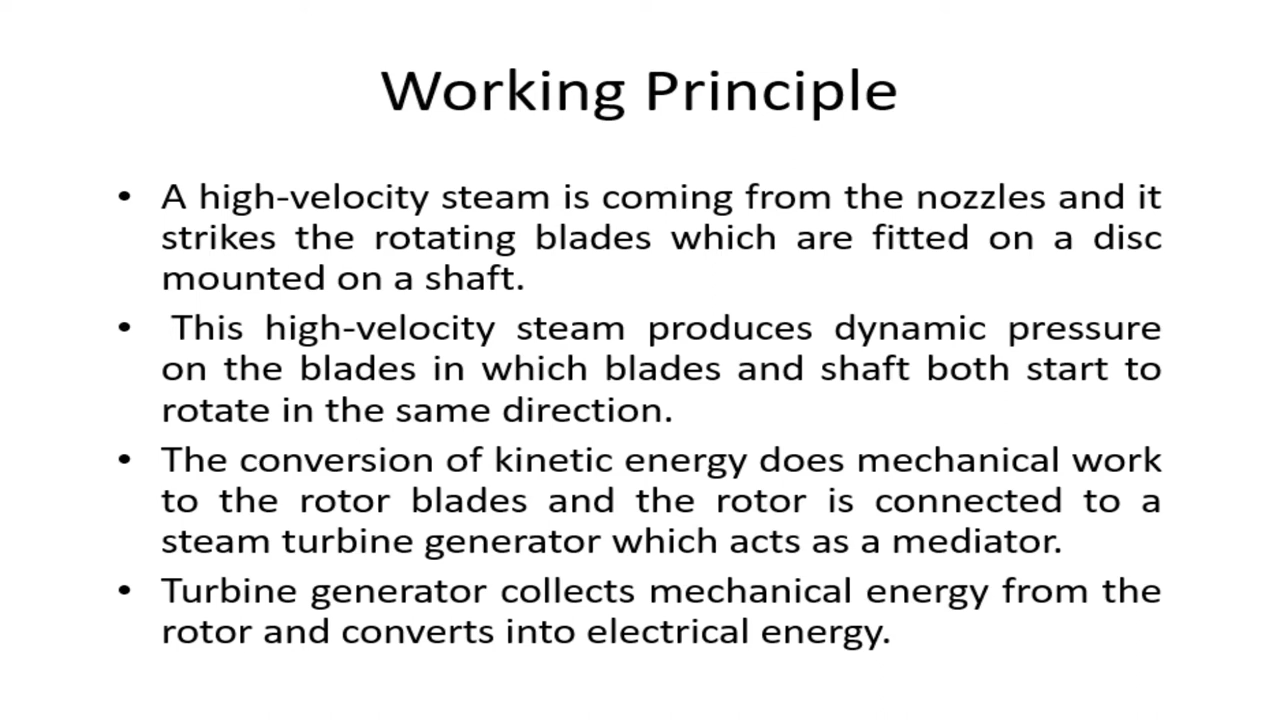 Working Principle
• A high-velocity steam is coming from the nozzles and it
strikes the rotating blades which are fitted on a disc
mounted on a shaft.
• This high-velocity steam produces dynamic pressure
on the blades in which blades and shaft both start to
rotate in the same direction.
• The conversion of kinetic energy does mechanical work
to the rotor blades and the rotor is connected to a
steam turbine generator which acts as a mediator.
• Turbine generator collects mechanical energy from the
rotor and converts into electrical energy.